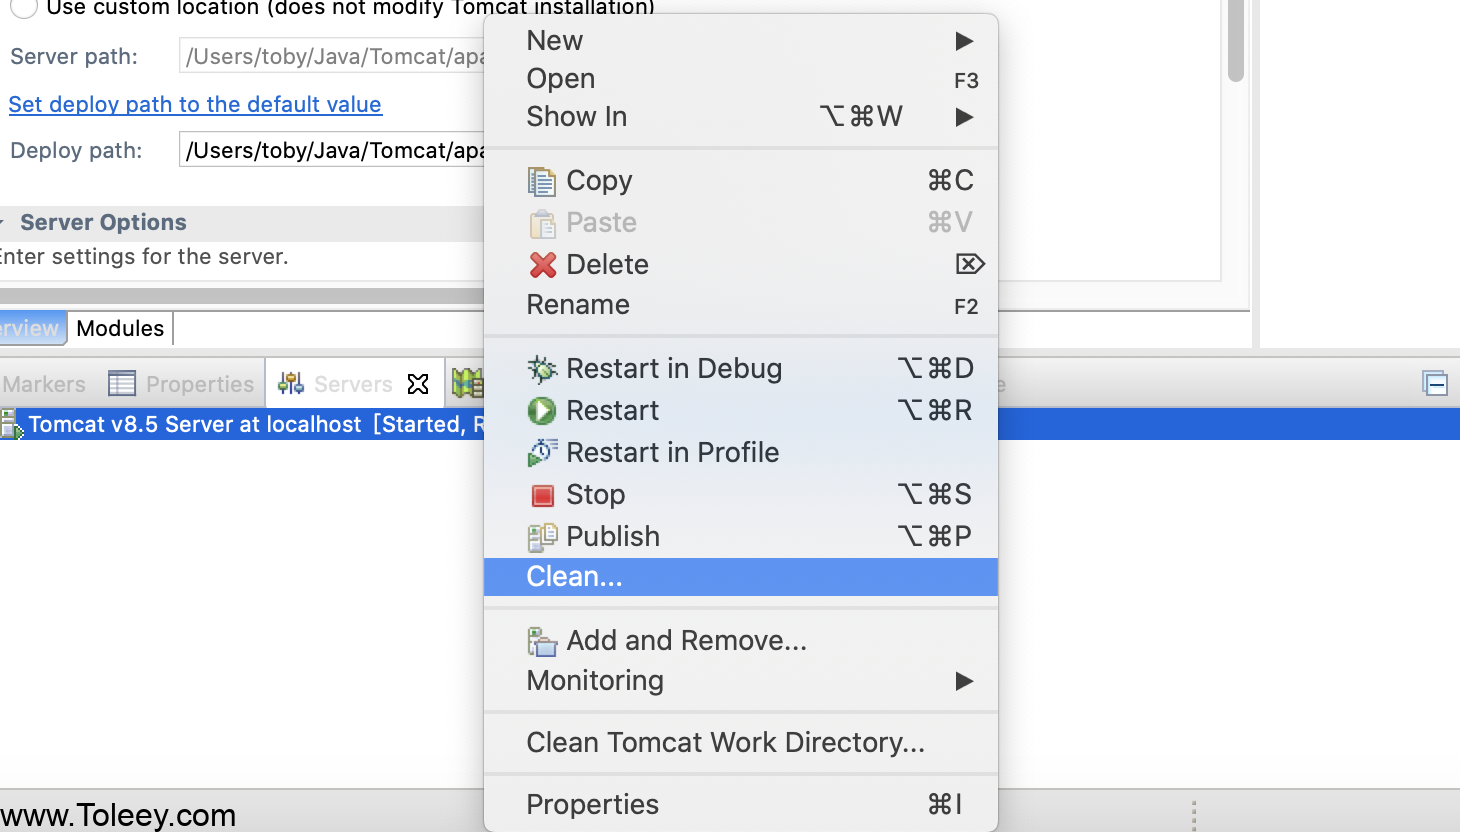 Use custom location (does not modify Tomcat installation)
Server path: /Users/toby/Java/Tomcat/apa
Set deploy path to the default value
Deploy path: /Users/toby/Java/Tomcat/apa
Server Options
Enter settings for the server.
erview Modules
Markers Properties Servers
Tomcat v8.5 Server at localhost [Started, R
New
Open F3
Show In ⌥⌘W
Copy ⌘C
Paste ⌘V
Delete ⌦
Rename F2
Restart in Debug ⌥⌘D
Restart ⌥⌘R
Restart in Profile
Stop ⌥⌘S
Publish ⌥⌘P
Clean...
Add and Remove...
Monitoring
Clean Tomcat Work Directory...
Properties ⌘I
www.Toleey.com